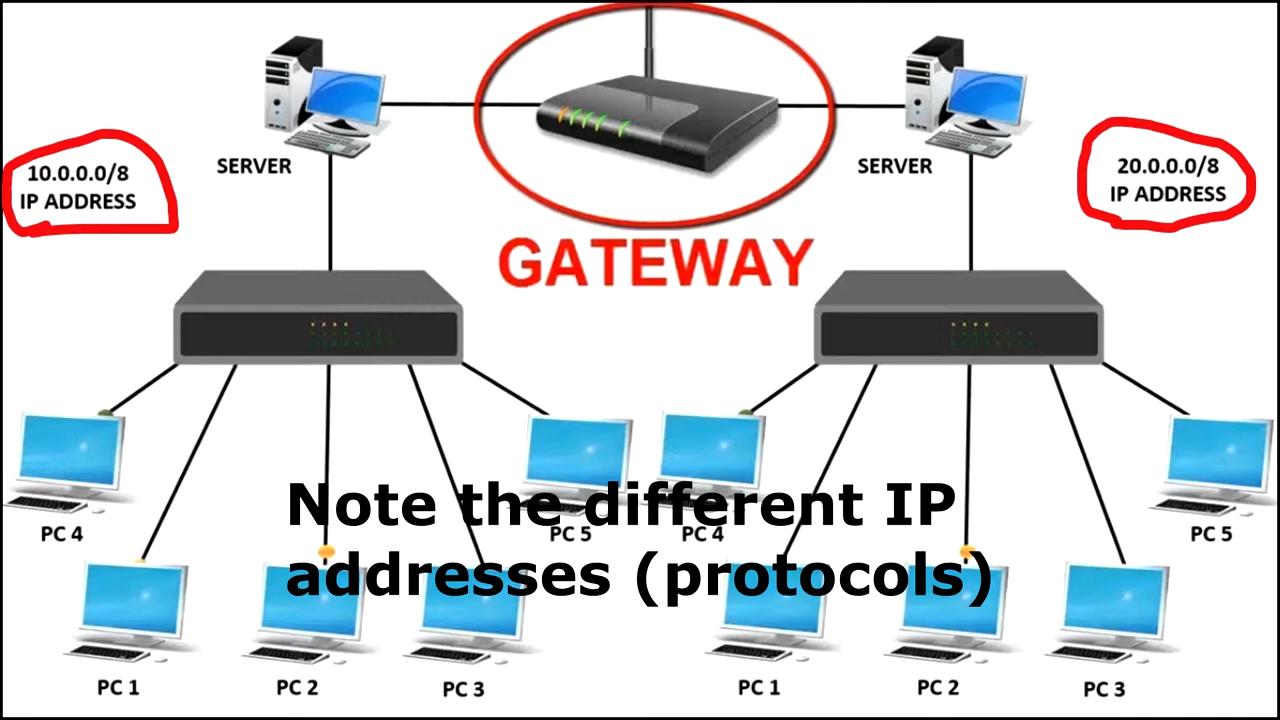 SERVER
SERVER
10.0.0.0/8
IP ADDRESS
20.0.0.0/8
IP ADDRESS
GATEWAY
Note the different IP
addresses (protocols)
PC 4
PC 5
PC 4
PC 5
PC 1
PC 2
PC 3
PC 1
PC 2
PC 3